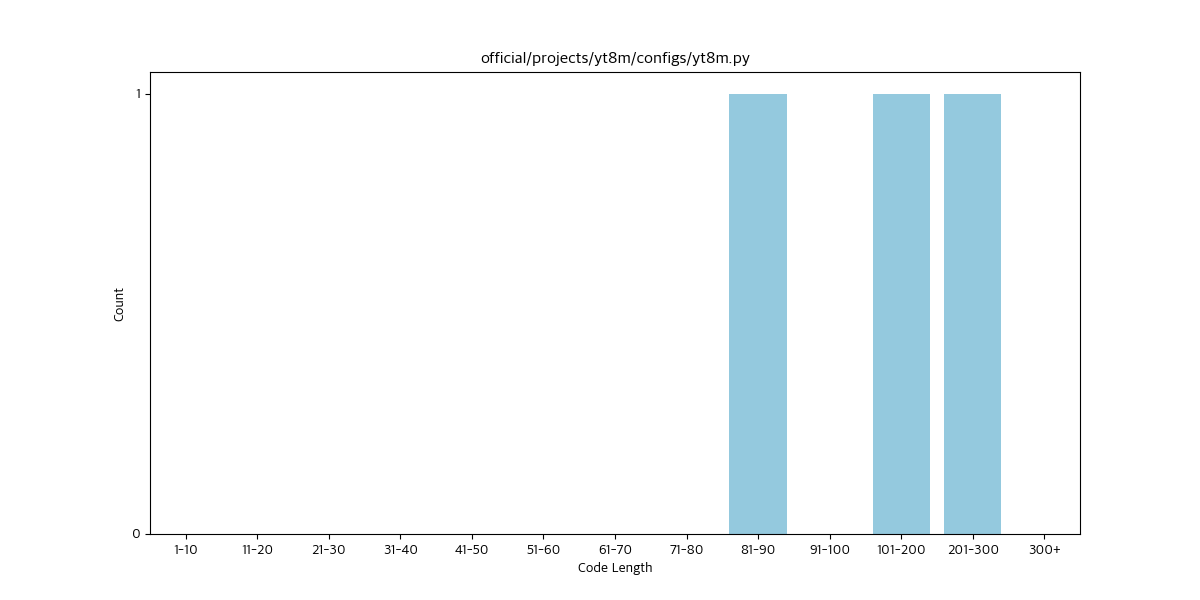 official/projects/yt8m/configs/yt8m.py
1
Count
0
1-10 11-20 21-30 31-40 41-50 51-60 61-70 71-80 81-90 91-100 101-200 201-300 300+
Code Length